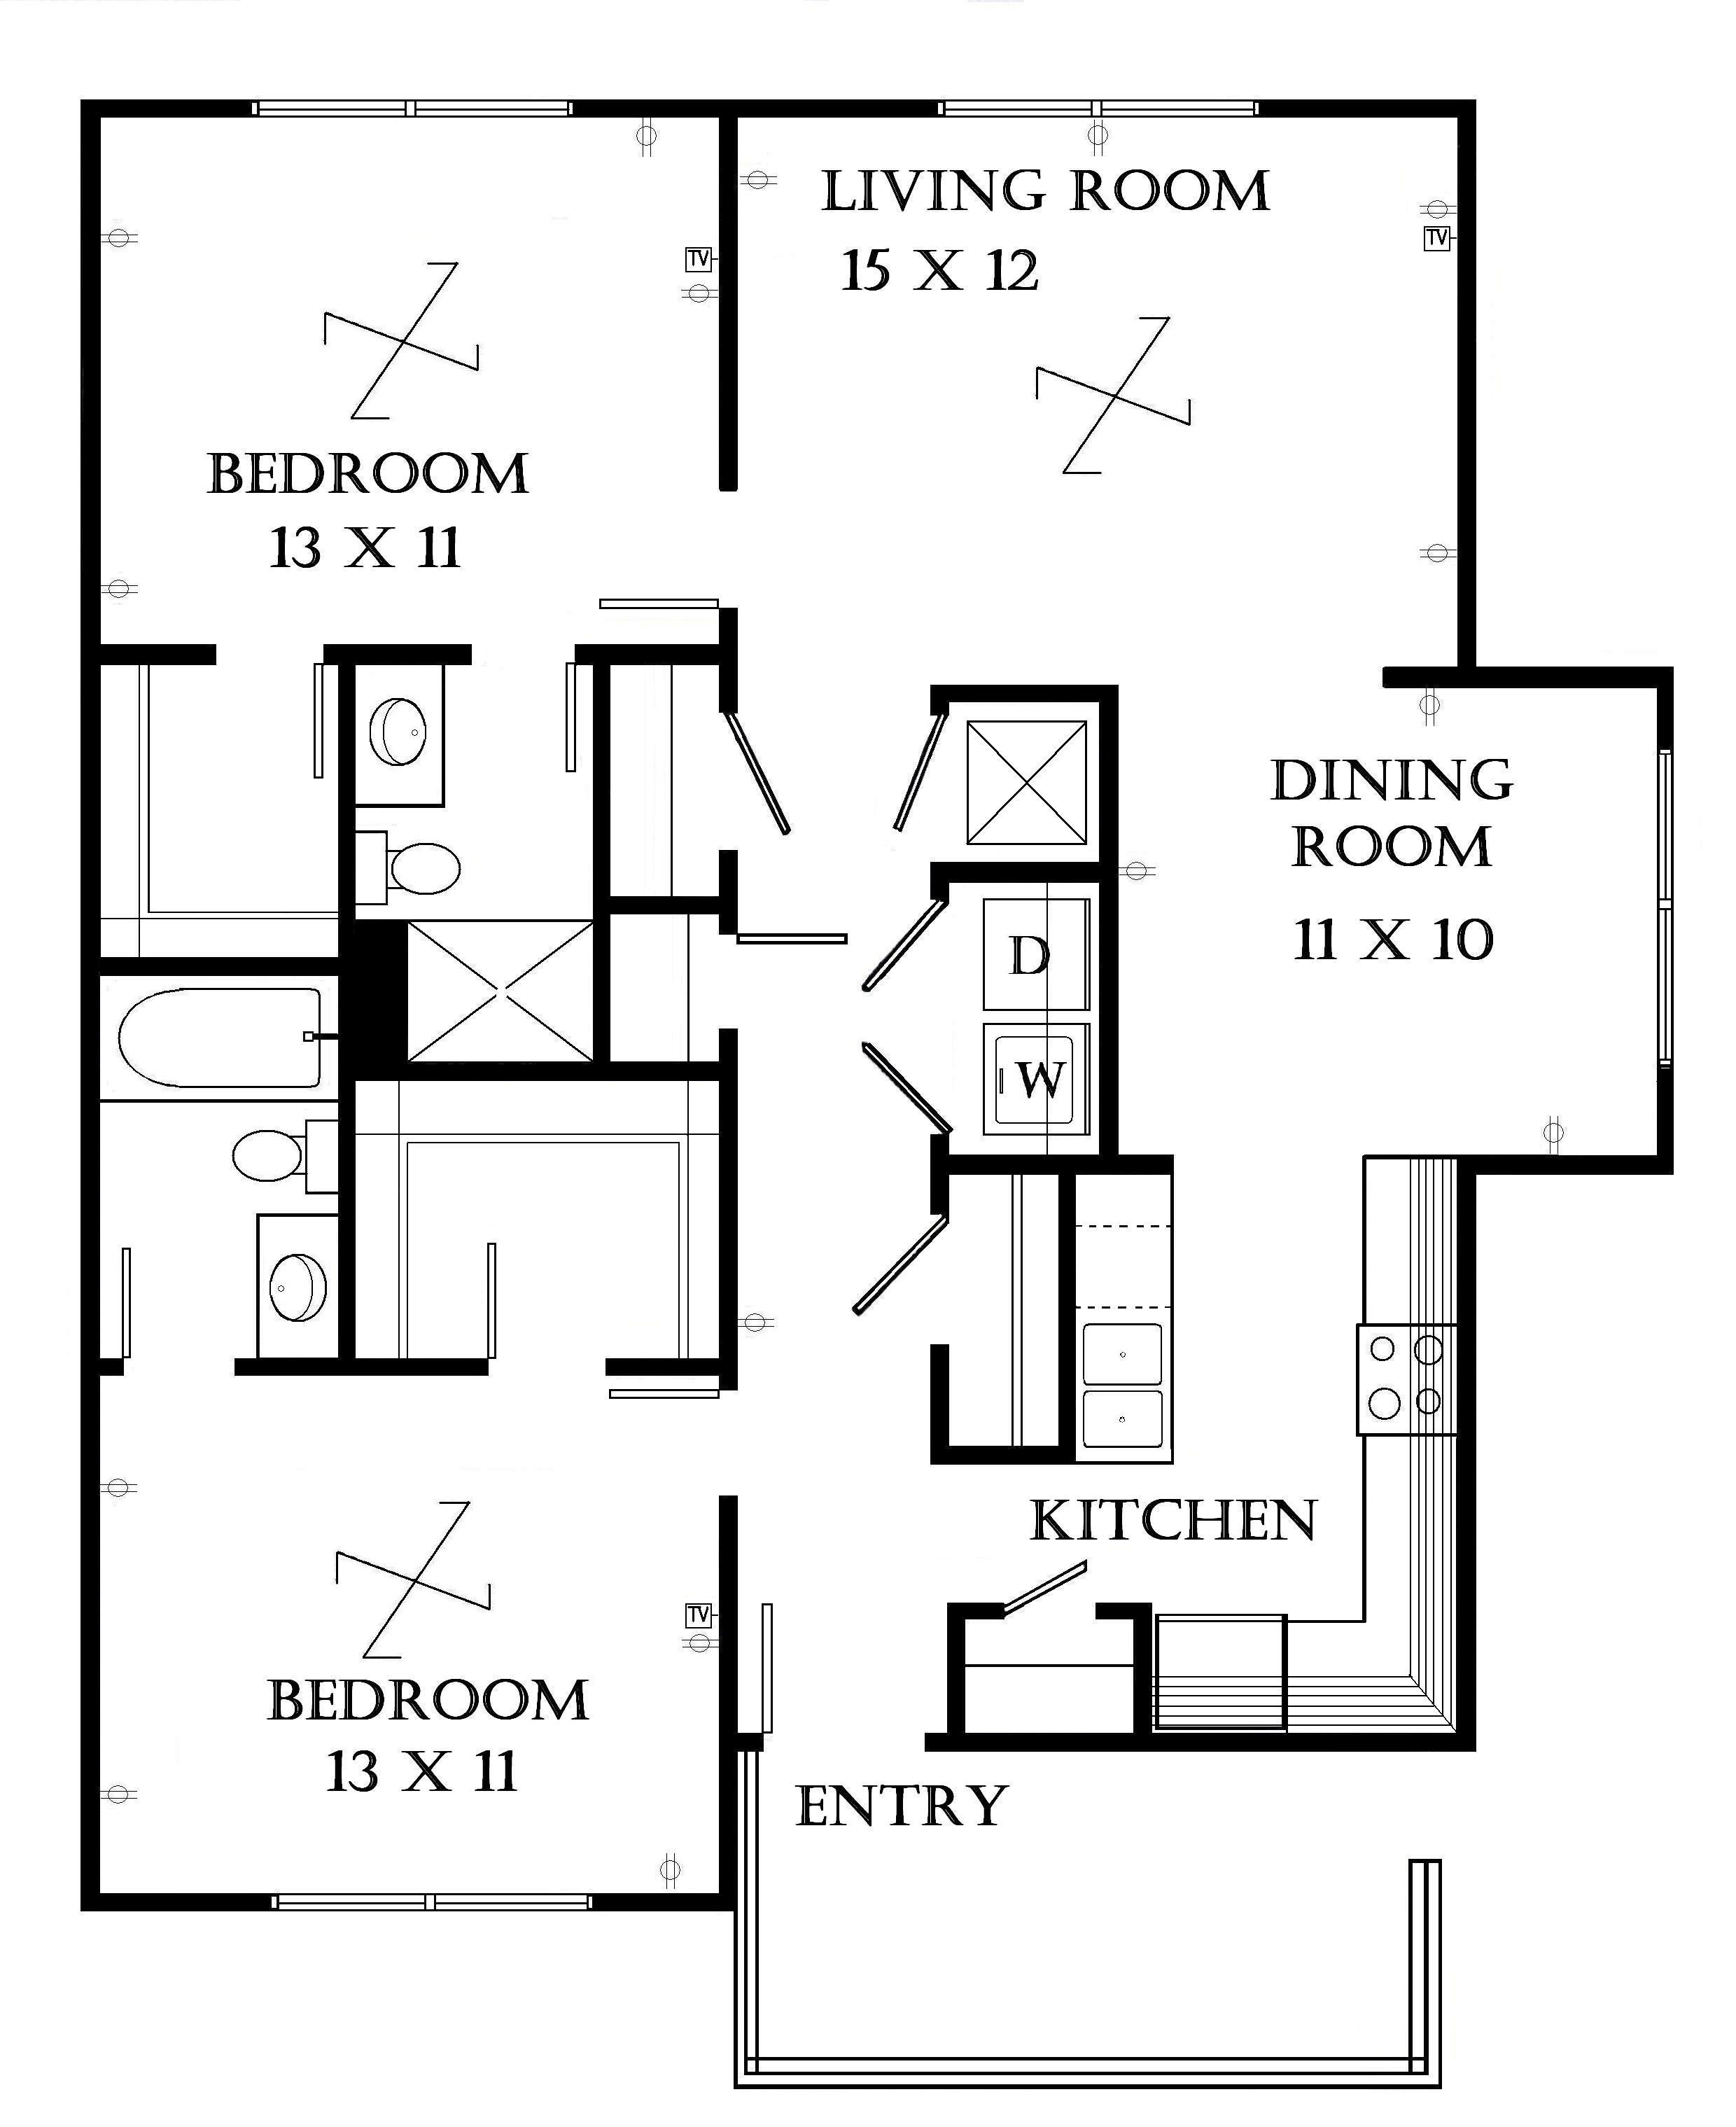 LIVING ROOM
15 X 12
TV
TV
BEDROOM
13 X 11
DINING
ROOM
11 X 10
D
W
KITCHEN
TV
BEDROOM
13 X 11
ENTRY